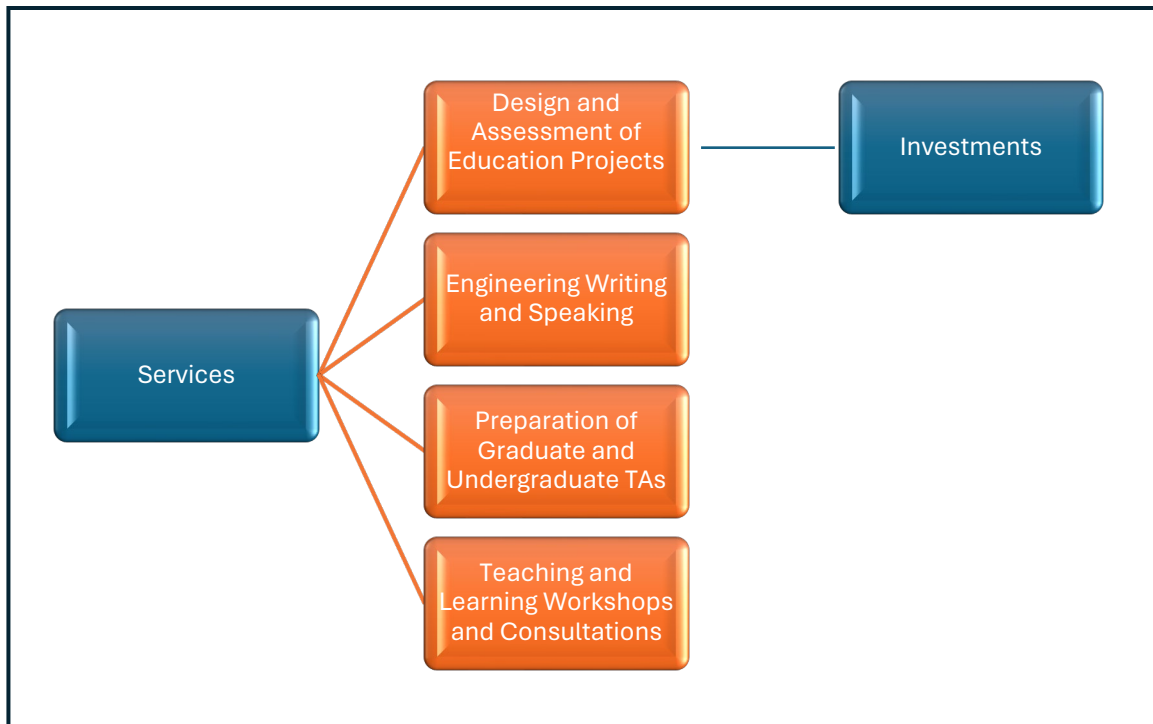 Services
Design and
Assessment of
Education Projects
Engineering Writing
and Speaking
Preparation of
Graduate and
Undergraduate TAs
Teaching and
Learning Workshops
and Consultations
Investments